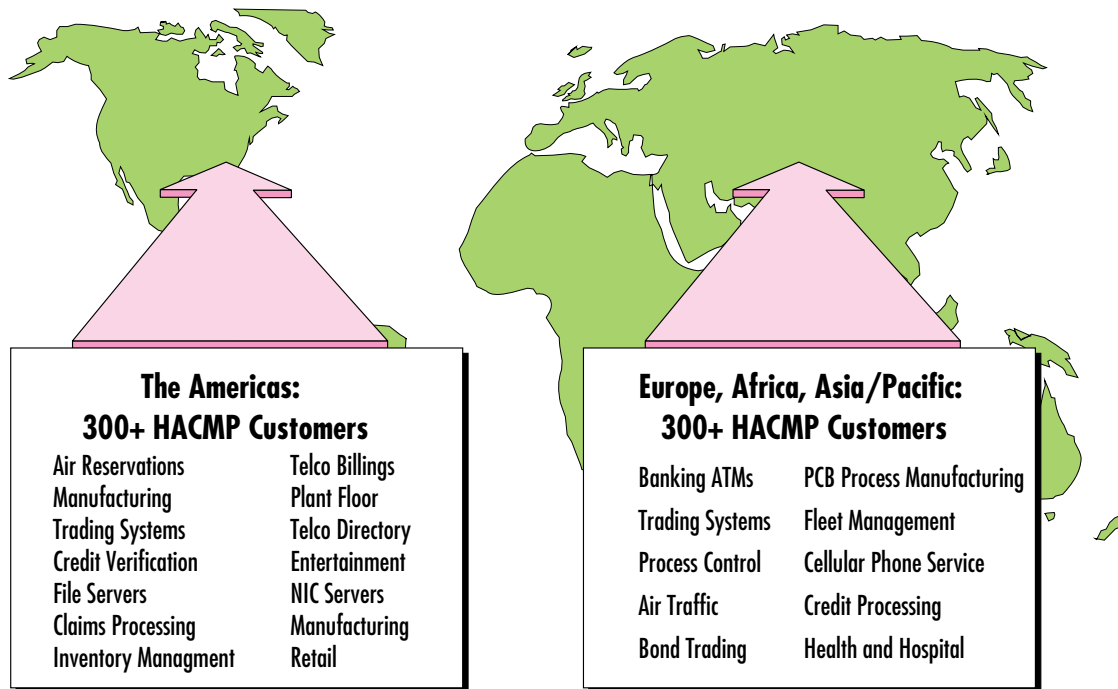 The Americas:
300+ HACMP Customers
Air Reservations
Manufacturing
Trading Systems
Credit Verification
File Servers
Claims Processing
Inventory Managment
Telco Billings
Plant Floor
Telco Directory
Entertainment
NIC Servers
Manufacturing
Retail
Europe, Africa, Asia/Pacific:
300+ HACMP Customers
Banking ATMs
Trading Systems
Process Control
Air Traffic
Bond Trading
PCB Process Manufacturing
Fleet Management
Cellular Phone Service
Credit Processing
Health and Hospital